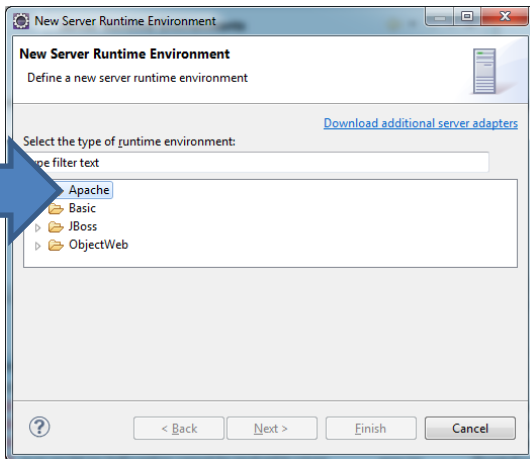 New Server Runtime Environment
New Server Runtime Environment
Define a new server runtime environment
Download additional server adapters
Select the type of runtime environment:
type filter text
Apache
Basic
JBoss
ObjectWeb
?
< Back
Next >
Finish
Cancel